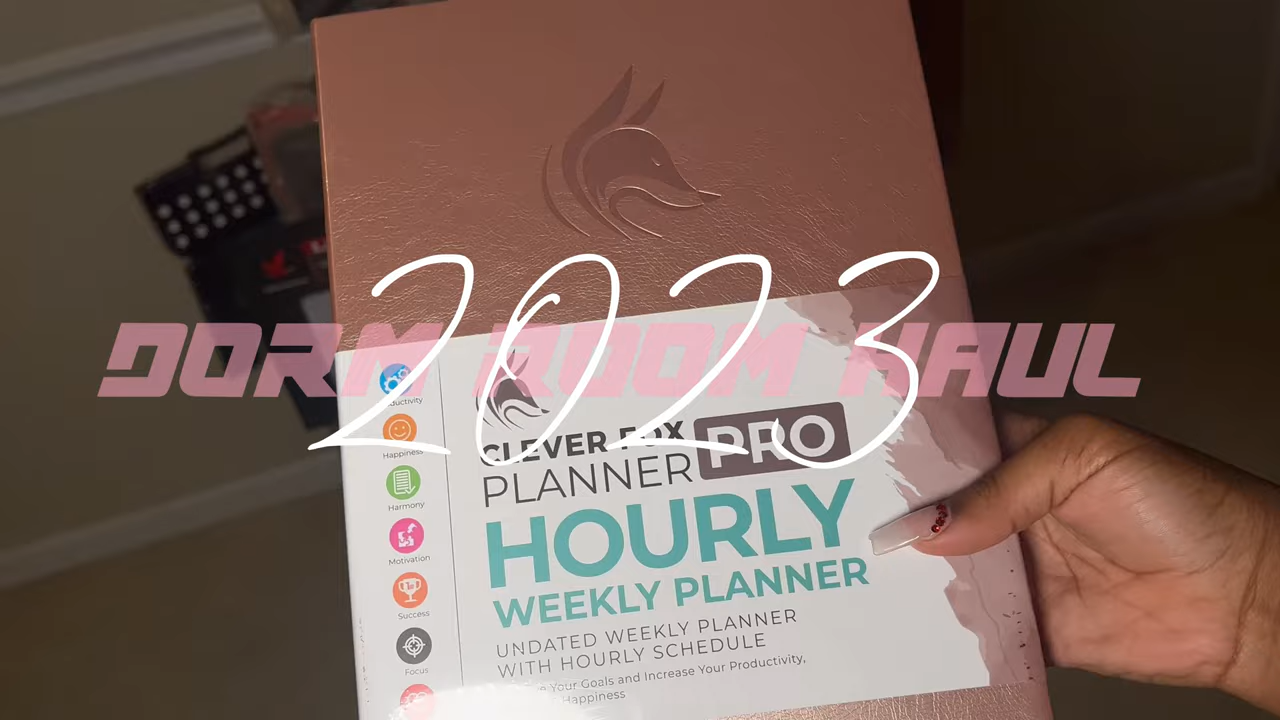 2023
DORM ROOM HAUL
Productivity
Happiness
Harmony
Motivation
Success
Focus
CLEVER FOX
PLANNER PRO
HOURLY
WEEKLY PLANNER
UNDATED WEEKLY PLANNER
WITH HOURLY SCHEDULE
Your Goals and Increase Your Productivity,
Happiness